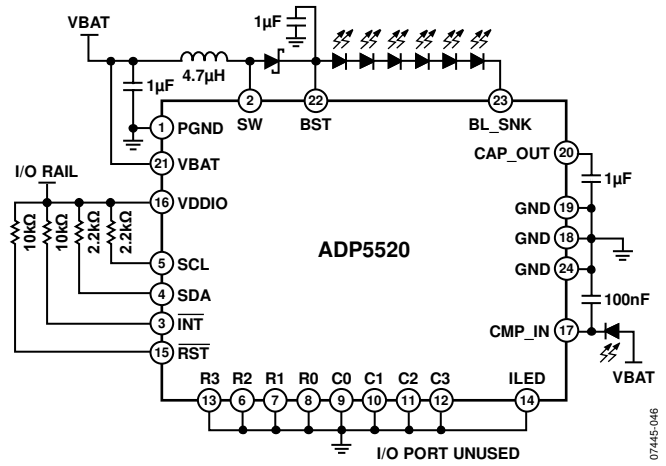 VBAT
1µF
4.7µH
1µF
2
22
23
SW
BST
BL_SNK
1
PGND
21
VBAT
I/O RAIL
16
VDDIO
10kΩ
10kΩ
2.2kΩ
2.2kΩ
5
SCL
4
SDA
3
INT
15
RST
ADP5520
CAP_OUT
20
1µF
GND
19
GND
18
GND
24
100nF
CMP_IN
17
VBAT
R3
R2
R1
R0
C0
C1
C2
C3
ILED
13
6
7
8
9
10
11
12
14
I/O PORT UNUSED
07445-046